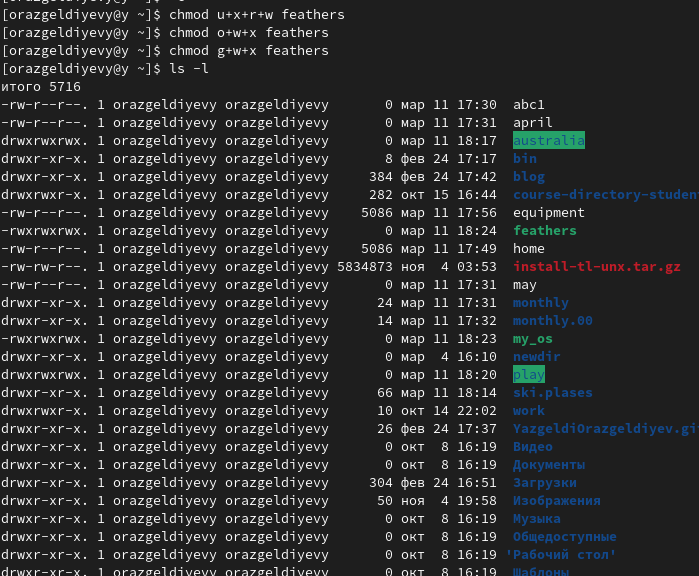 [orazgeldiyevy@y ~]$ chmod u+x+r+w feathers
[orazgeldiyevy@y ~]$ chmod o+w+x feathers
[orazgeldiyevy@y ~]$ chmod g+w+x feathers
[orazgeldiyevy@y ~]$ ls -l
итого 5716
-rw-r--r--. 1 orazgeldiyevy orazgeldiyevy 0 мар 11 17:30 abc1
-rw-r--r--. 1 orazgeldiyevy orazgeldiyevy 0 мар 11 17:31 april
drwxrwxrwx. 1 orazgeldiyevy orazgeldiyevy 0 мар 11 18:17 australia
drwxr-xr-x. 1 orazgeldiyevy orazgeldiyevy 8 фев 24 17:17 bin
drwxr-xr-x. 1 orazgeldiyevy orazgeldiyevy 384 фев 24 17:42 blog
drwxrwxr-x. 1 orazgeldiyevy orazgeldiyevy 282 окт 15 16:44 course-directory-studen
-rw-r--r--. 1 orazgeldiyevy orazgeldiyevy 5086 мар 11 17:56 equipment
-rwxrwxrwx. 1 orazgeldiyevy orazgeldiyevy 0 мар 11 18:24 feathers
-rw-r--r--. 1 orazgeldiyevy orazgeldiyevy 5086 мар 11 17:49 home
-rw-rw-r--. 1 orazgeldiyevy orazgeldiyevy 5834873 ноя 4 03:53 install-tl-unx.tar.gz
-rw-r--r--. 1 orazgeldiyevy orazgeldiyevy 0 мар 11 17:31 may
drwxr-xr-x. 1 orazgeldiyevy orazgeldiyevy 24 мар 11 17:31 monthly
drwxr-xr-x. 1 orazgeldiyevy orazgeldiyevy 14 мар 11 17:32 monthly.00
-rwxrwxrwx. 1 orazgeldiyevy orazgeldiyevy 0 мар 11 18:23 my_os
drwxr-xr-x. 1 orazgeldiyevy orazgeldiyevy 0 мар 4 16:10 newdir
drwxrwxrwx. 1 orazgeldiyevy orazgeldiyevy 0 мар 11 18:20 play
drwxr-xr-x. 1 orazgeldiyevy orazgeldiyevy 66 мар 11 18:14 ski.plases
drwxr-xr-x. 1 orazgeldiyevy orazgeldiyevy 10 окт 14 22:02 work
drwxr-xr-x. 1 orazgeldiyevy orazgeldiyevy 26 фев 24 17:37 YazgeldiOrazgeldiyev.gi
drwxr-xr-x. 1 orazgeldiyevy orazgeldiyevy 0 окт 8 16:19 Видео
drwxr-xr-x. 1 orazgeldiyevy orazgeldiyevy 0 окт 8 16:19 Документы
drwxr-xr-x. 1 orazgeldiyevy orazgeldiyevy 304 фев 24 16:51 Загрузки
drwxr-xr-x. 1 orazgeldiyevy orazgeldiyevy 50 ноя 4 19:58 Изображения
drwxr-xr-x. 1 orazgeldiyevy orazgeldiyevy 0 окт 8 16:19 Музыка
drwxr-xr-x. 1 orazgeldiyevy orazgeldiyevy 0 окт 8 16:19 Общедоступные
drwxr-xr-x. 1 orazgeldiyevy orazgeldiyevy 0 окт 8 16:19 'Рабочий стол'
drwxr-xr-x. 1 orazgeldiyevy orazgeldiyevy 0 окт 8 16:19 Шаблоны